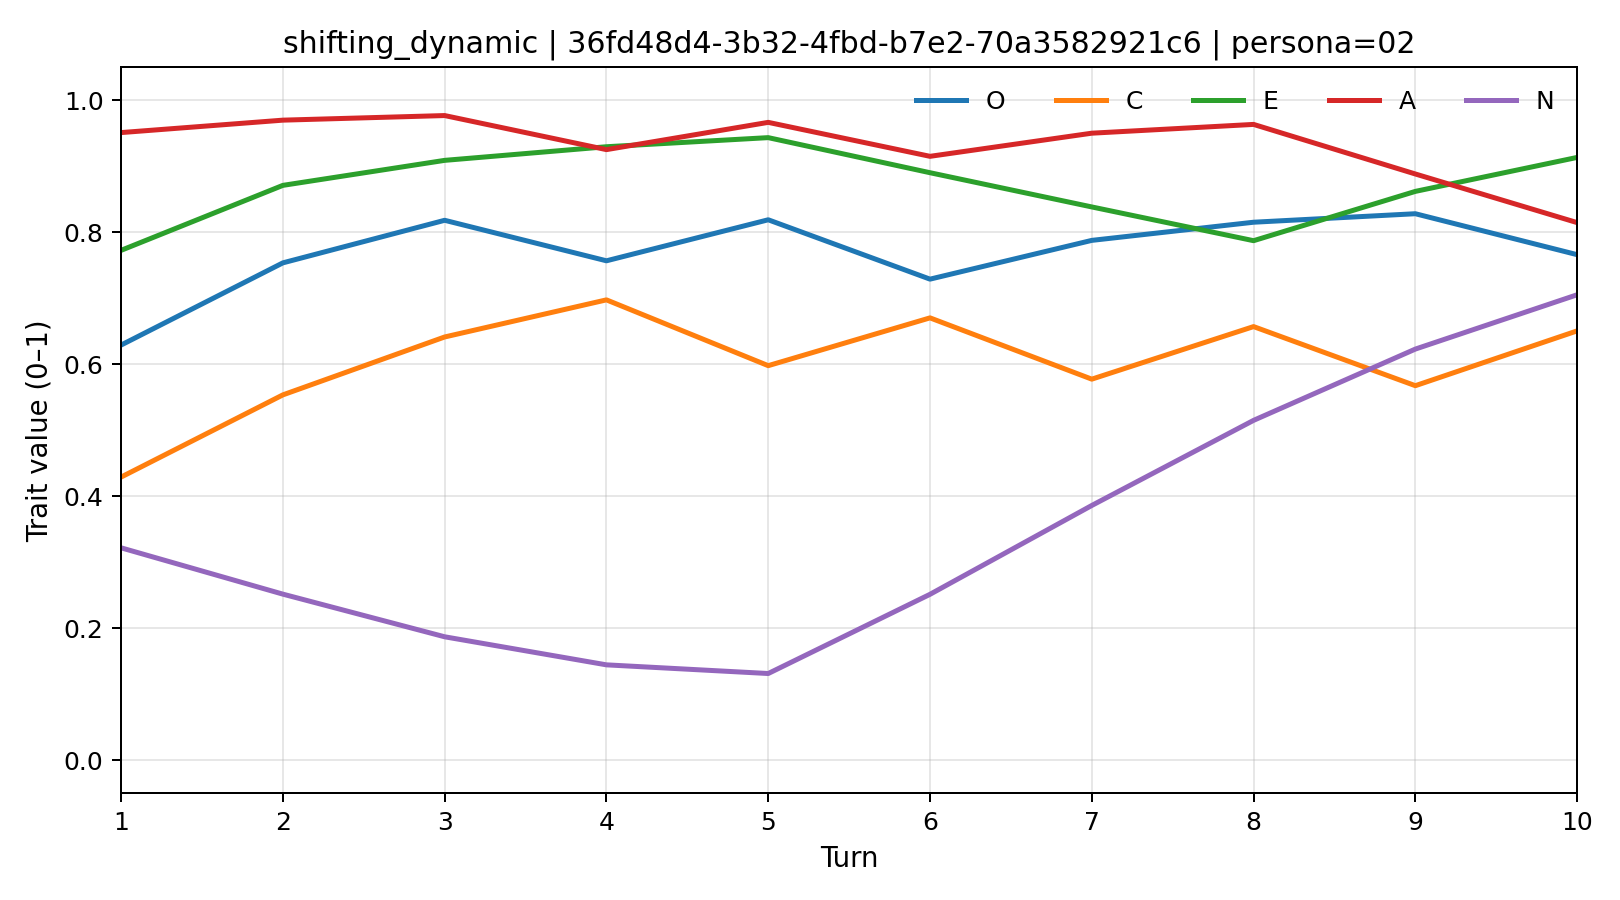 shifting_dynamic | 36fd48d4-3b32-4fbd-b7e2-70a3582921c6 | persona=02
O C E A N
Trait value (0–1)
1.0
0.8
0.6
0.4
0.2
0.0
1 2 3 4 5 6 7 8 9 10
Turn